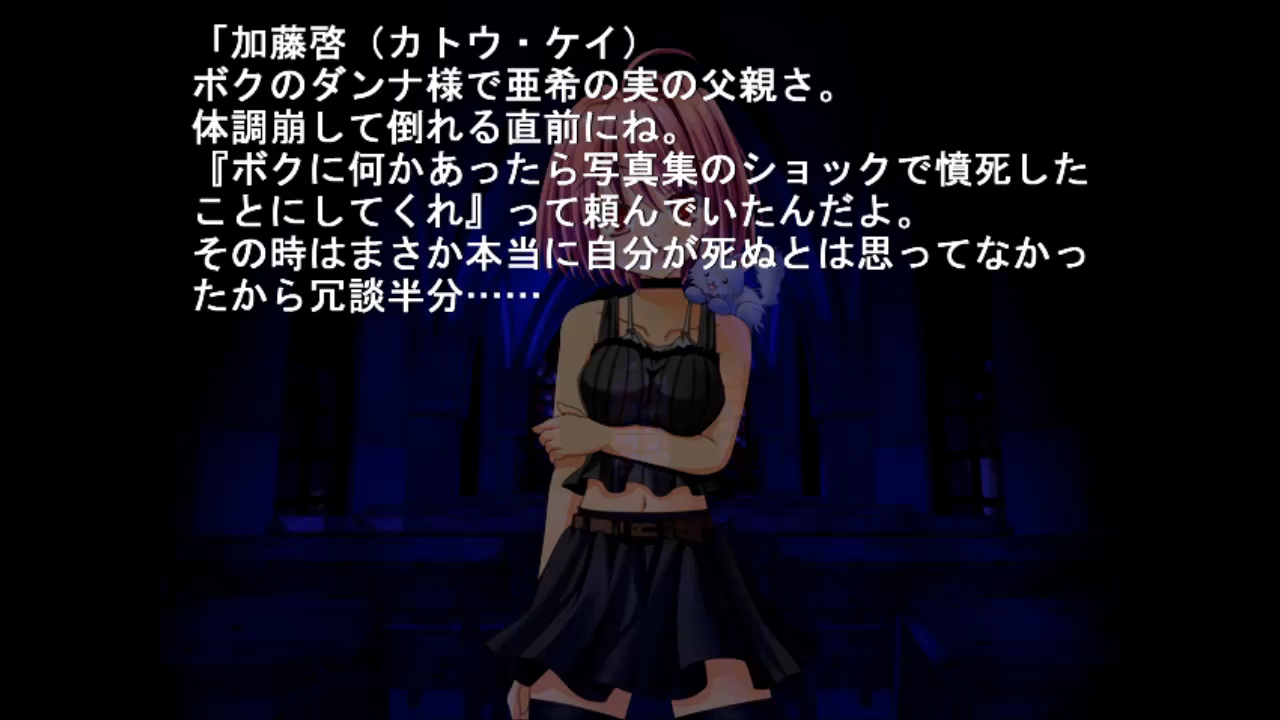 「加藤啓（カトウ・ケイ）
ボクのダンナ様で亜希の実の父親さ。
体調崩して倒れる直前にね。
『ボクに何かあったら写真集のショックで憤死した
ことにしてくれ』って頼んでいたんだよ。
その時はまさか本当に自分が死ぬとは思ってなかっ
たから冗談半分……